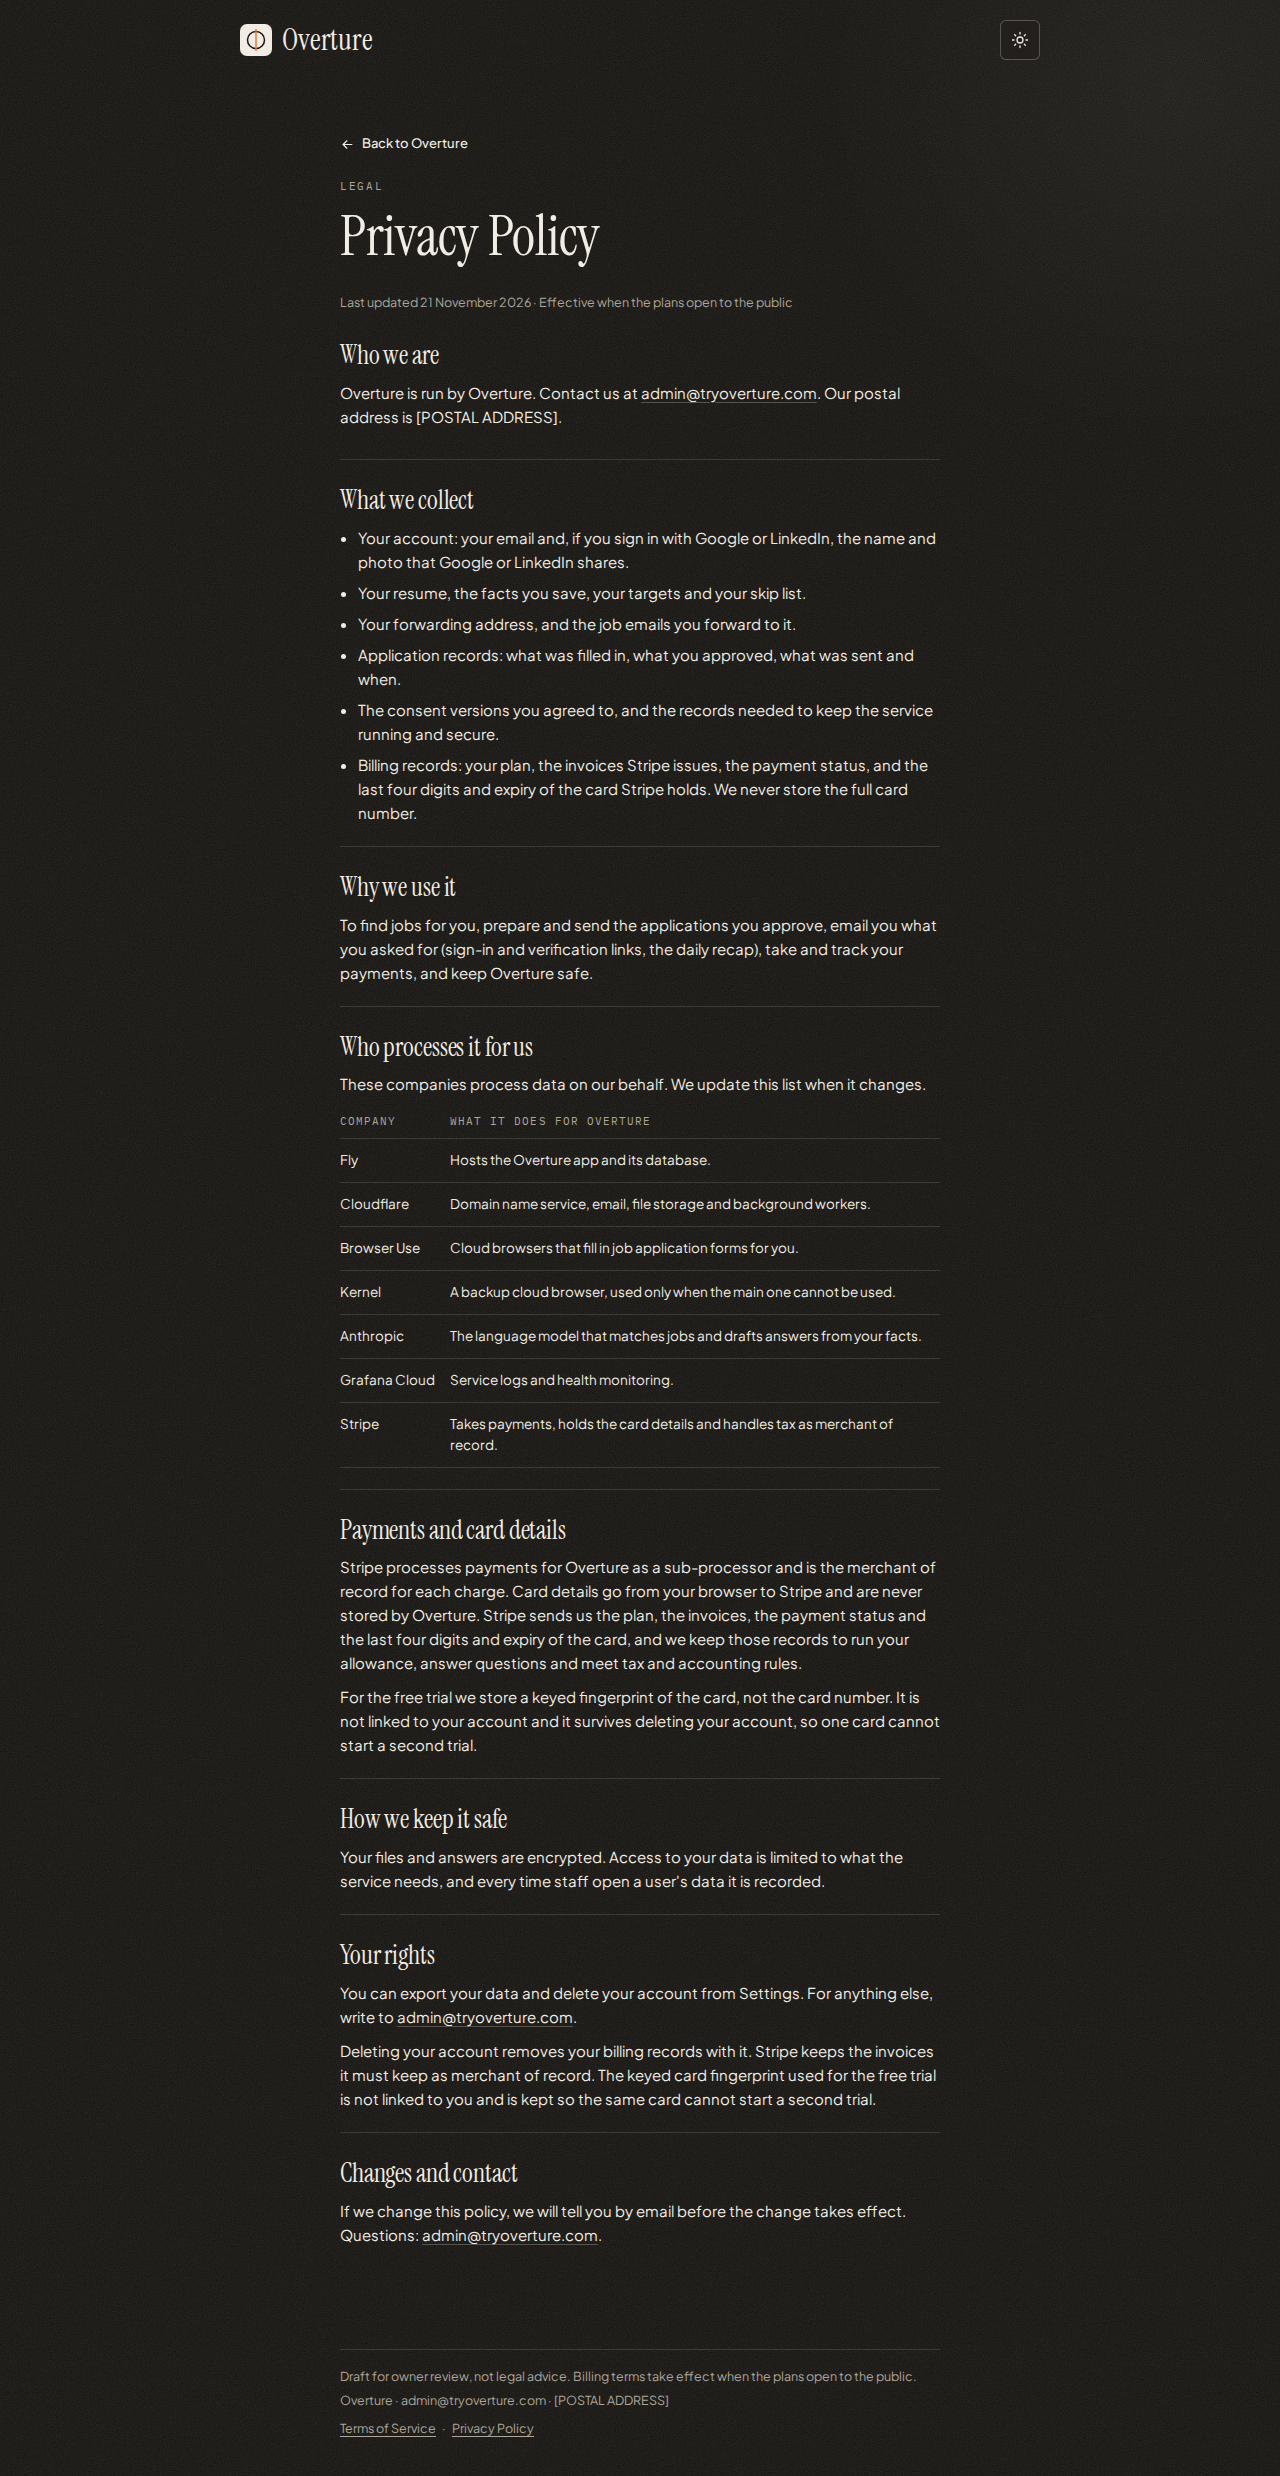 Overture
Back to Overture
LEGAL
Privacy Policy
Last updated 21 November 2026 · Effective when the plans open to the public
Who we are
Overture is run by Overture. Contact us at admin@tryoverture.com. Our postal
address is [POSTAL ADDRESS].
What we collect
• Your account: your email and, if you sign in with Google or LinkedIn, the name and
photo that Google or LinkedIn shares.
• Your resume, the facts you save, your targets and your skip list.
• Your forwarding address, and the job emails you forward to it.
• Application records: what was filled in, what you approved, what was sent and
when.
• The consent versions you agreed to, and the records needed to keep the service
running and secure.
• Billing records: your plan, the invoices Stripe issues, the payment status, and the
last four digits and expiry of the card Stripe holds. We never store the full card
number.
Why we use it
To find jobs for you, prepare and send the applications you approve, email you what
you asked for (sign-in and verification links, the daily recap), take and track your
payments, and keep Overture safe.
Who processes it for us
These companies process data on our behalf. We update this list when it changes.
COMPANY WHAT IT DOES FOR OVERTURE
Fly Hosts the Overture app and its database.
Cloudflare Domain name service, email, file storage and background workers.
Browser Use Cloud browsers that fill in job application forms for you.
Kernel A backup cloud browser, used only when the main one cannot be used.
Anthropic The language model that matches jobs and drafts answers from your facts.
Grafana Cloud Service logs and health monitoring.
Stripe Takes payments, holds the card details and handles tax as merchant of
record.
Payments and card details
Stripe processes payments for Overture as a sub-processor and is the merchant of
record for each charge. Card details go from your browser to Stripe and are never
stored by Overture. Stripe sends us the plan, the invoices, the payment status and
the last four digits and expiry of the card, and we keep those records to run your
allowance, answer questions and meet tax and accounting rules.
For the free trial we store a keyed fingerprint of the card, not the card number. It is
not linked to your account and it survives deleting your account, so one card cannot
start a second trial.
How we keep it safe
Your files and answers are encrypted. Access to your data is limited to what the
service needs, and every time staff open a user's data it is recorded.
Your rights
You can export your data and delete your account from Settings. For anything else,
write to admin@tryoverture.com.
Deleting your account removes your billing records with it. Stripe keeps the invoices
it must keep as merchant of record. The keyed card fingerprint used for the free trial
is not linked to you and is kept so the same card cannot start a second trial.
Changes and contact
If we change this policy, we will tell you by email before the change takes effect.
Questions: admin@tryoverture.com.
Draft for owner review, not legal advice. Billing terms take effect when the plans open to the public.
Overture · admin@tryoverture.com · [POSTAL ADDRESS]
Terms of Service · Privacy Policy